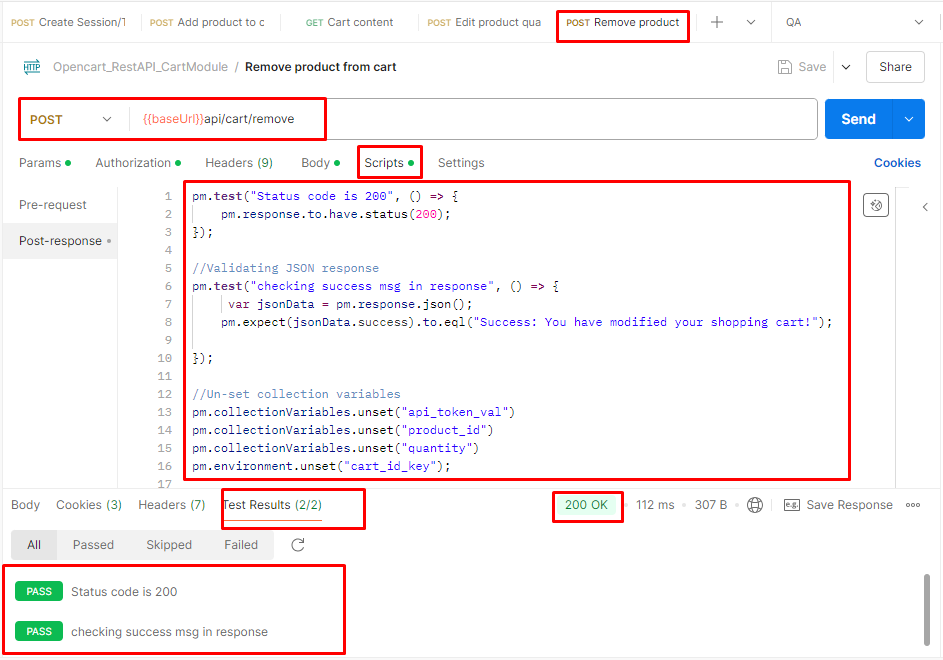 POST Create Session/T POST Add product to c GET Cart content POST Edit product qua POST Remove product QA
HTTP Opencart_RestAPI_CartModule / Remove product from cart Save Share
POST {{baseUrl}}api/cart/remove Send
Params Authorization Headers (9) Body Scripts Settings Cookies
Pre-request
Post-response
1 pm.test("Status code is 200", () => {
2 pm.response.to.have.status(200);
3 });
4
5 //Validating JSON response
6 pm.test("checking success msg in response", () => {
7 var jsonData = pm.response.json();
8 pm.expect(jsonData.success).to.eql("Success: You have modified your shopping cart!");
9
10 });
11
12 //Un-set collection variables
13 pm.collectionVariables.unset("api_token_val")
14 pm.collectionVariables.unset("product_id")
15 pm.collectionVariables.unset("quantity")
16 pm.environment.unset("cart_id_key");
17
Body Cookies (3) Headers (7) Test Results (2/2) 200 OK 112 ms 307 B e.g. Save Response
All Passed Skipped Failed
PASS Status code is 200
PASS checking success msg in response